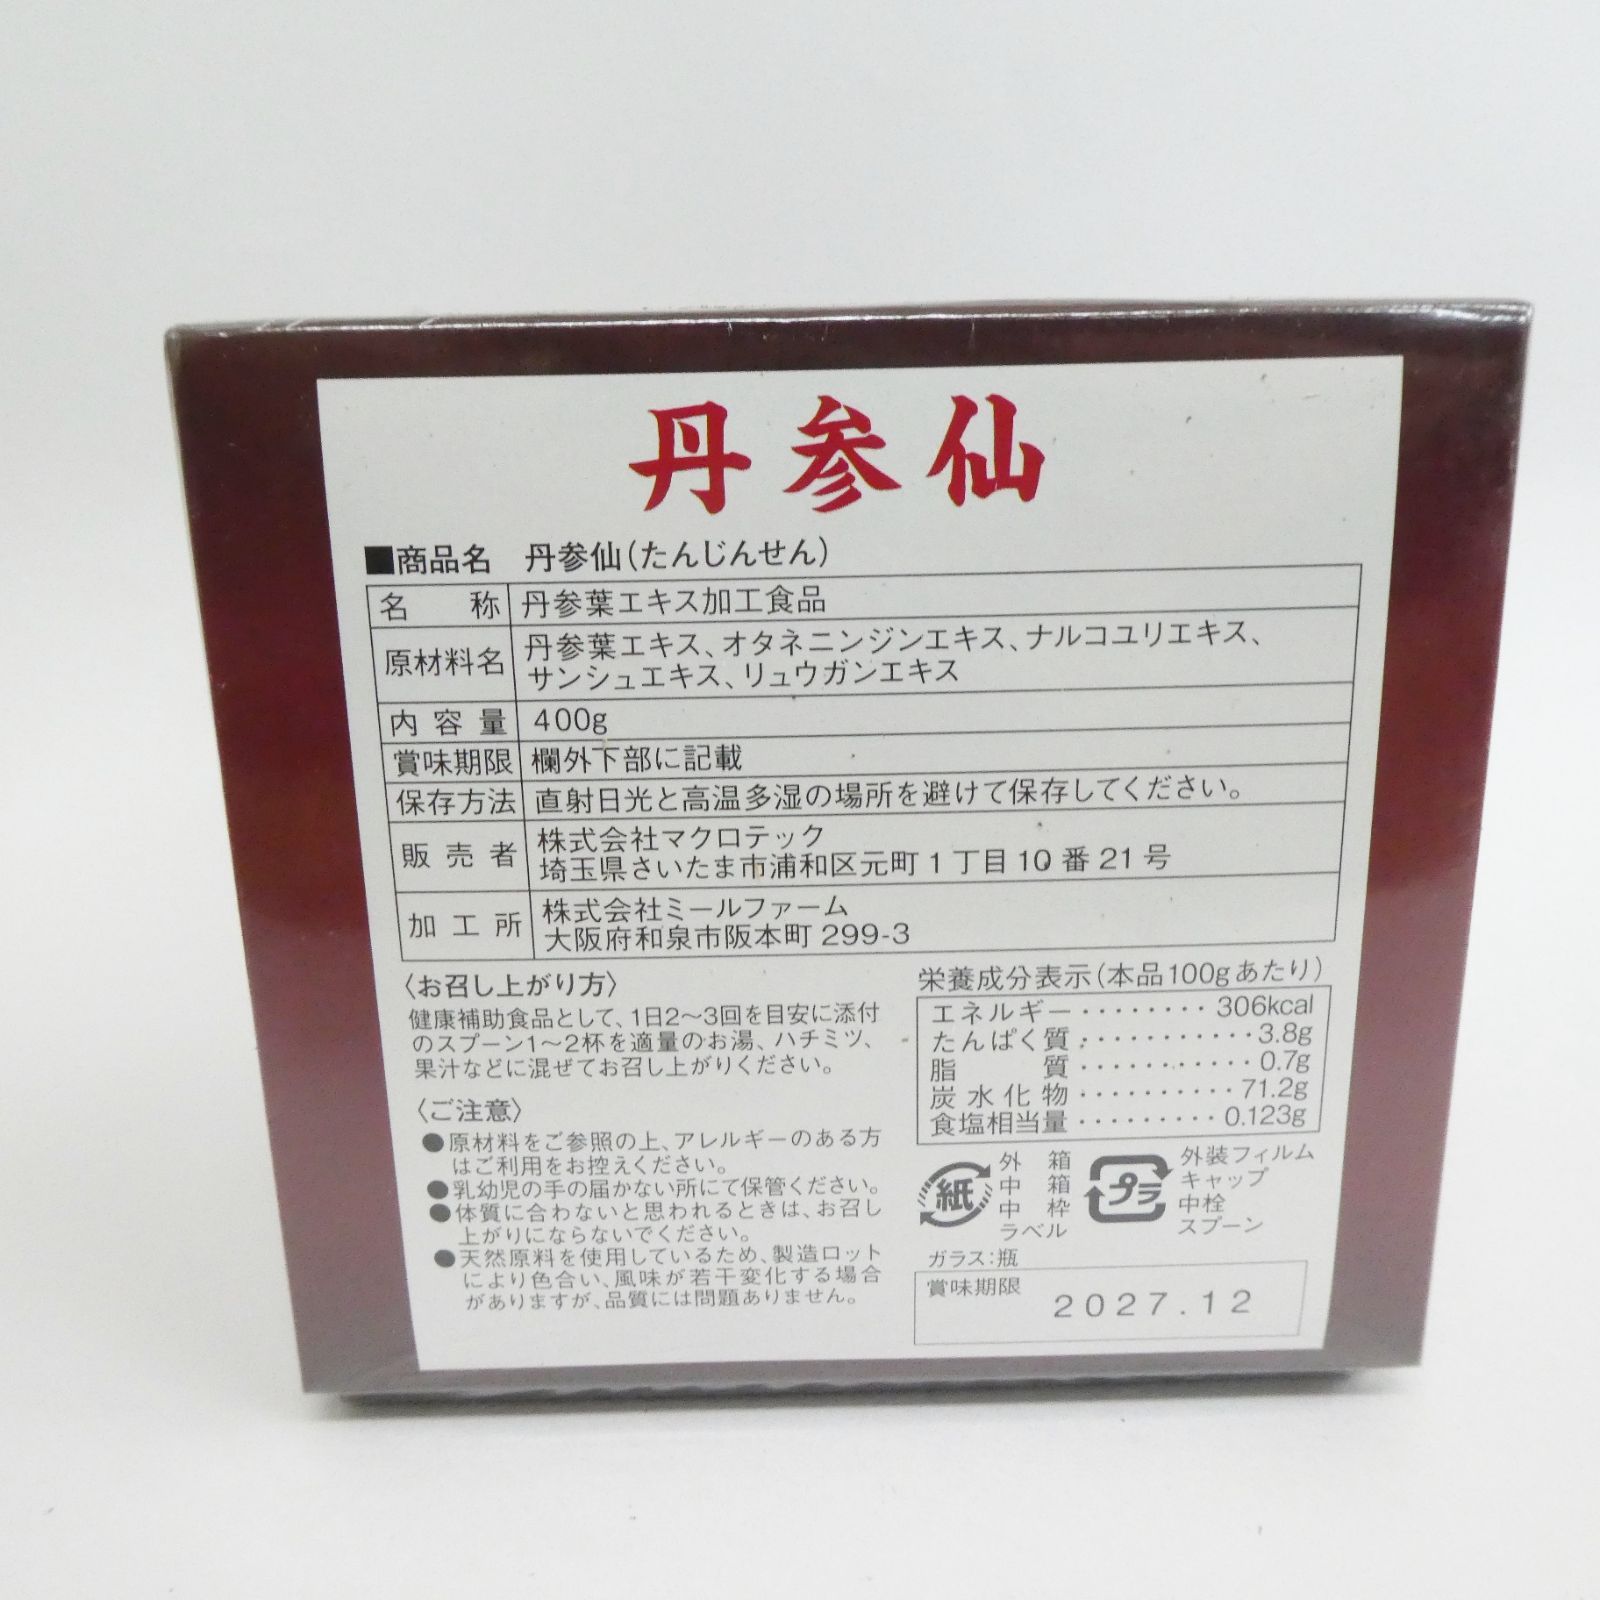 丹参仙
■商品名 丹参仙(たんじんせん)
名称 丹参葉エキス加工食品
原材料名 丹参葉エキス、オタネニンジンエキス、ナルコユリエキス、
サンシュエキス、リュウガンエキス
内容量 400g
賞味期限 欄外下部に記載
保存方法 直射日光と高温多湿の場所を避けて保存してください。
販売者 株式会社マクロテック
埼玉県さいたま市浦和区元町1丁目10番21号
加工所 株式会社ミールファーム
大阪府和泉市阪本町299-3
〈お召し上がり方〉
健康補助食品として、1日2〜3回を目安に添付
のスプーン1〜2杯を適量のお湯、ハチミツ、
果汁などに混ぜてお召し上がりください。
〈ご注意〉
●原材料をご参照の上、アレルギーのある方
はご利用をお控えください。
●乳幼児の手の届かない所にて保管ください。
●体質に合わないと思われるときは、お召し
上がりにならないでください。
●天然原料を使用しているため、製造ロット
により色合い、風味が若干変化する場合
がありますが、品質には問題ありません。
栄養成分表示(本品100gあたり)
エネルギー・・・・・・・・306kcal
たんぱく質・・・・・・・・・・・3.8g
脂質・・・・・・・・・・・0.7g
炭水化物・・・・・・・・・・71.2g
食塩相当量・・・・・・・・・0.123g
紙
外箱
中箱
中枠
ラベル
プラ
外装フィルム
キャップ
中栓
スプーン
ガラス:瓶
賞味期限
2027.12